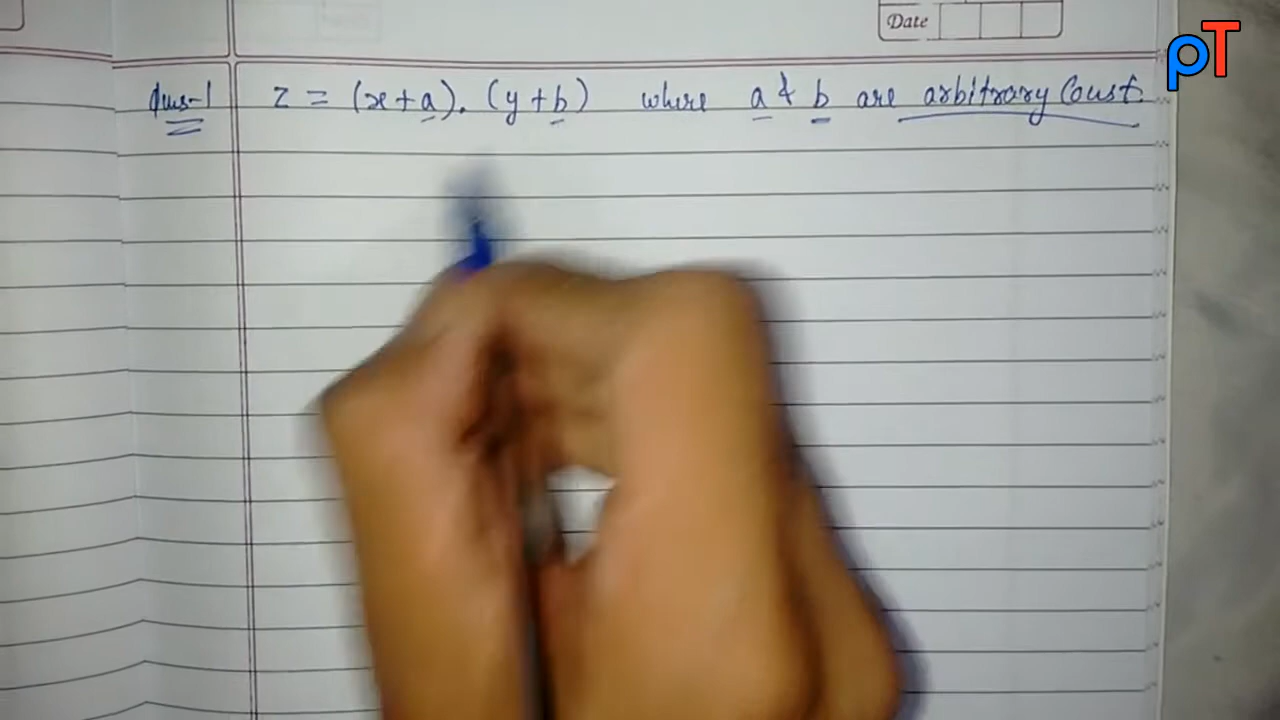 Date
Ques-1 z = (x+a). (y+b) where a & b are arbitrary Const.
pT